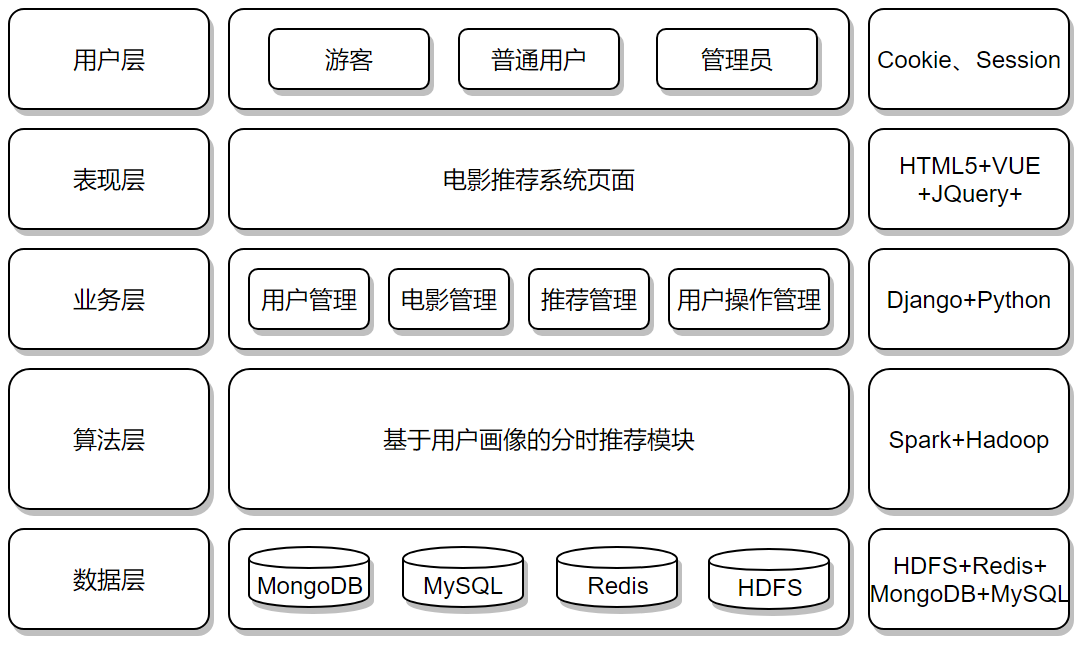 用户层
游客
普通用户
管理员
Cookie、Session
表现层
电影推荐系统页面
HTML5+VUE
+JQuery+
业务层
用户管理
电影管理
推荐管理
用户操作管理
Django+Python
算法层
基于用户画像的分时推荐模块
Spark+Hadoop
数据层
MongoDB
MySQL
Redis
HDFS
HDFS+Redis+
MongoDB+MySQL